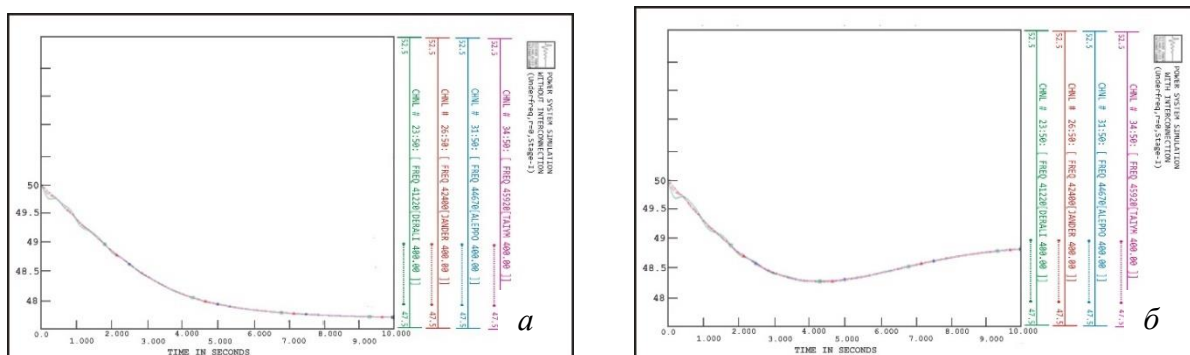 50
49.5
49
48.5
48
0.0
2.000
4.000
6.000
8.000
10.000
1.000
3.000
5.000
7.000
9.000
TIME IN SECONDS
52.5
52.5
52.5
52.5
CHNL # 23:50: [ FREQ 41220[DERALI 400.00 ]]
CHNL # 26:50: [ FREQ 42400[JANDER 400.00 ]]
CHNL # 31:50: [ FREQ 44670[ALEPPO 400.00 ]]
CHNL # 34:50: [ FREQ 45920[TAIYM 400.00 ]]
47.5
47.5
47.5
47.5
POWER SYSTEM SIMULATION
WITHOUT INTERCONNECTION
(Underfreq,r=0,Stage-1)
а
50
49.5
49
48.5
48
0.0
2.000
4.000
6.000
8.000
10.000
1.000
3.000
5.000
7.000
9.000
TIME IN SECONDS
52.5
52.5
52.5
52.5
CHNL # 23:50: [ FREQ 41220[DERALI 400.00 ]]
CHNL # 26:50: [ FREQ 42400[JANDER 400.00 ]]
CHNL # 31:50: [ FREQ 44670[ALEPPO 400.00 ]]
CHNL # 34:50: [ FREQ 45920[TAIYM 400.00 ]]
47.5
47.5
47.5
47.5
POWER SYSTEM SIMULATION
WITH INTERCONNECTION
(Underfreq,r=0,Stage-1)
б